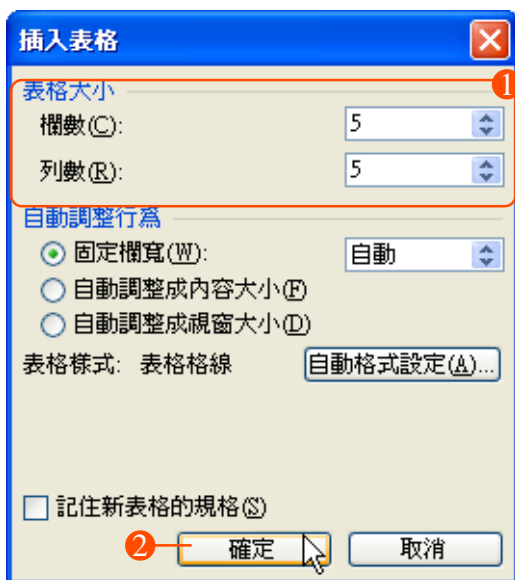 插入表格
表格大小
1
欄數(C): 5
列數(R): 5
自動調整行為
固定欄寬(W): 自動
自動調整成內容大小(F)
自動調整成視窗大小(D)
表格樣式: 表格格線 自動格式設定(A)...
記住新表格的規格(S)
2 確定 取消